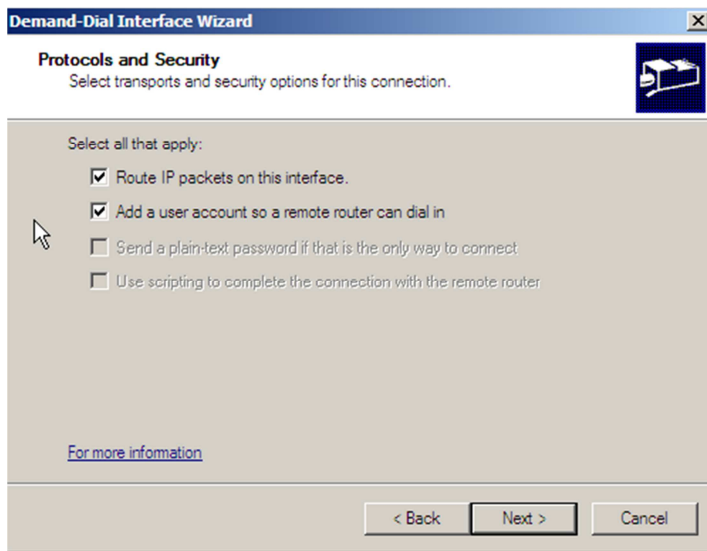 Demand-Dial Interface Wizard
Protocols and Security
Select transports and security options for this connection.
Select all that apply:
Route IP packets on this interface.
Add a user account so a remote router can dial in
Send a plain-text password if that is the only way to connect
Use scripting to complete the connection with the remote router
For more information
< Back
Next >
Cancel